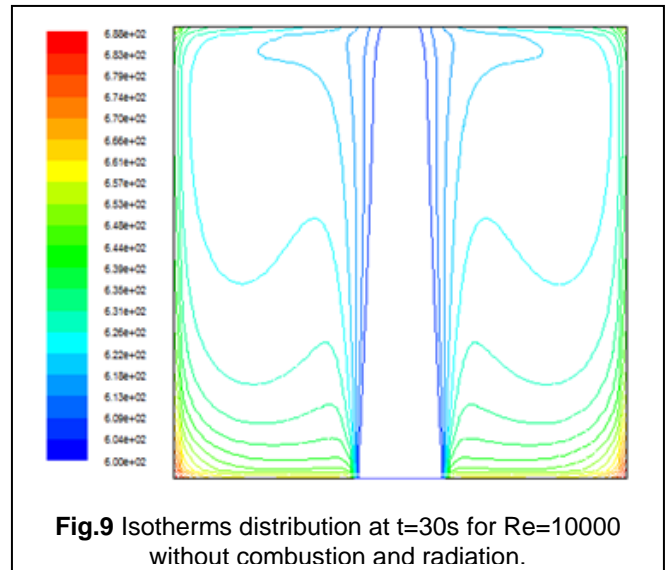 6.88e+02
6.83e+02
6.79e+02
6.74e+02
6.70e+02
6.66e+02
6.61e+02
6.57e+02
6.53e+02
6.48e+02
6.44e+02
6.39e+02
6.35e+02
6.31e+02
6.26e+02
6.22e+02
6.18e+02
6.13e+02
6.09e+02
6.04e+02
6.00e+02
Fig.9 Isotherms distribution at t=30s for Re=10000
without combustion and radiation.